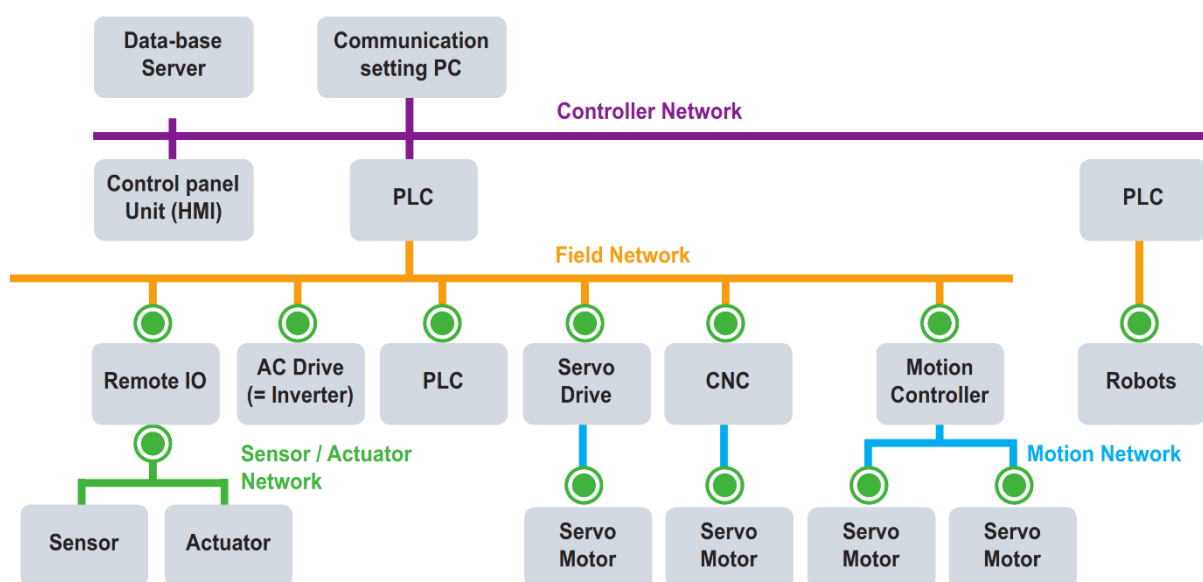 Data-base
Server
Communication
setting PC
Controller Network
Control panel
Unit (HMI)
PLC
PLC
Field Network
Remote IO
AC Drive
(= Inverter)
PLC
Servo
Drive
CNC
Motion
Controller
Robots
Sensor / Actuator
Network
Motion Network
Sensor
Actuator
Servo
Motor
Servo
Motor
Servo
Motor
Servo
Motor